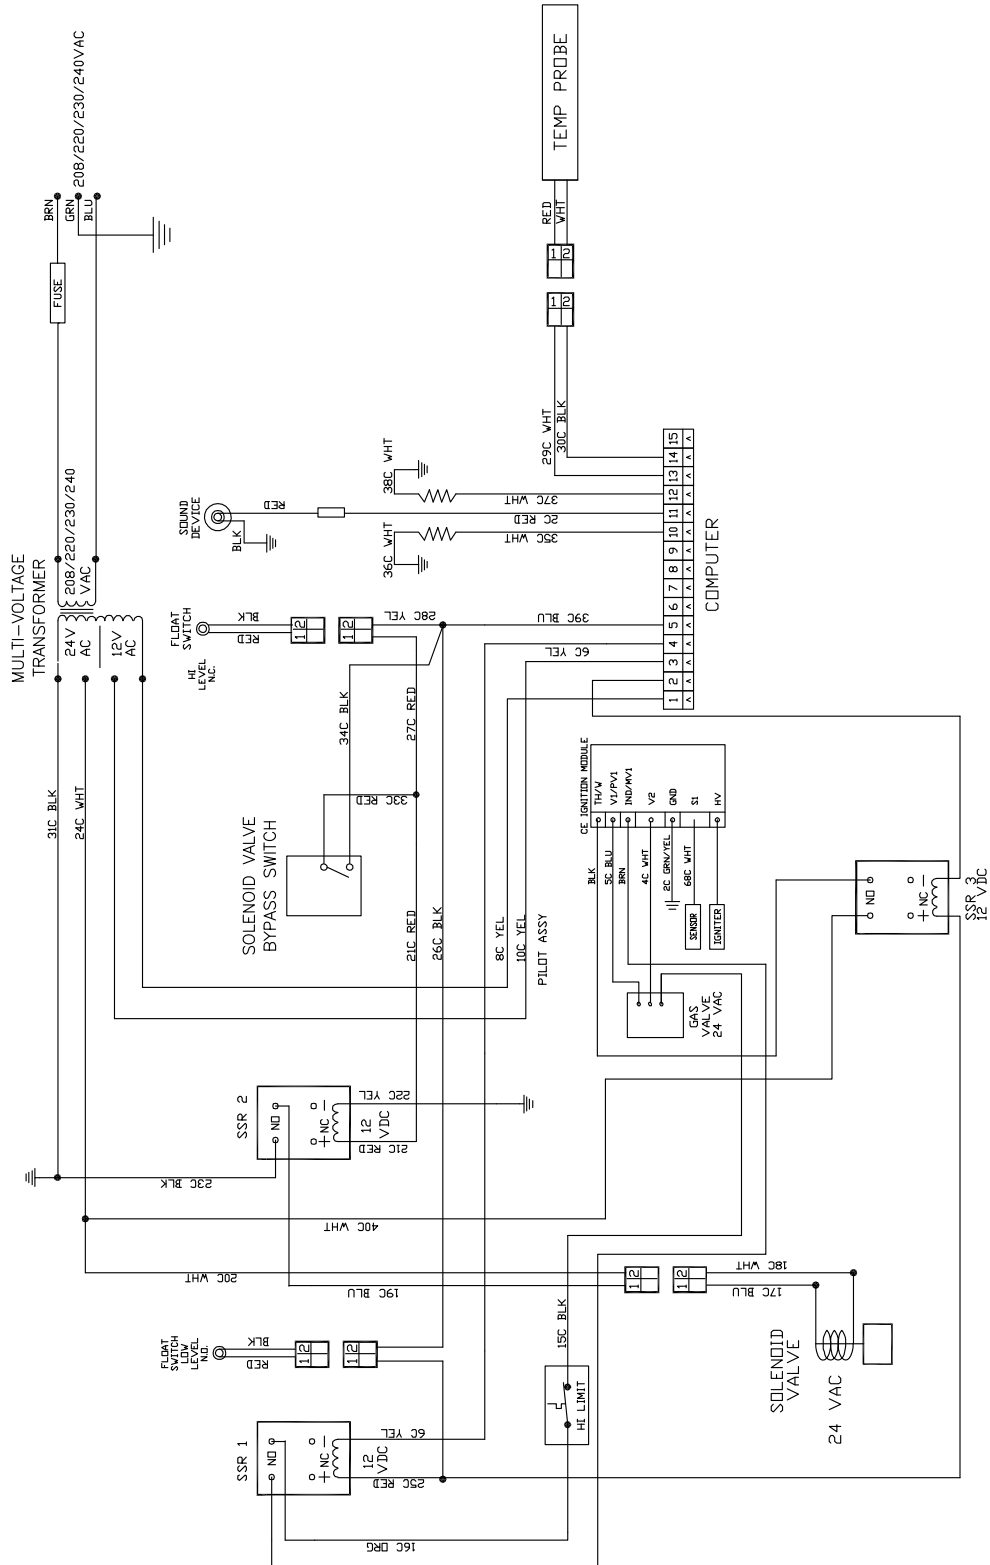 BRN
GRN
BLU
208/220/230/240VAC
FUSE
MULTI-VOLTAGE
TRANSFORMER
208/220/230/240
VAC
24V
AC
12V
AC
31C BLK
24C WHT
SOUND
DEVICE
RED
BLK
FLOAT
SWITCH
HI
LEVEL
N.C.
BLK
RED
1 2
1 2
28C YEL
34C BLK
27C RED
33C RED
SOLENOID VALVE
BYPASS SWITCH
21C RED
26C BLK
8C YEL
10C YEL
PILOT ASSY
36C WHT
38C WHT
35C WHT
2C RED
37C WHT
39C BLU
6C YEL
29C WHT
30C BLK
TEMP PROBE
RED
WHT
1 2
1 2
1 2 3 4 5 6 7 8 9 10 11 12 13 14 15
COMPUTER
CE IGNITION MODULE
TH/W
V1/PV1
IND/MV1
V2
GND
S1
HV
BLK
5C BLU
BRN
4C WHT
2C GRN/YEL
68C WHT
SENSOR
IGNITER
GAS
VALVE
24 VAC
NO
NC
+ -
SSR 3
12 VDC
SSR 2
NO
NC
+ -
12
VDC
22C YEL
21C RED
23C BLK
40C WHT
20C WHT
19C BLU
1 2
1 2
18C WHT
17C BLU
SOLENOID
VALVE
24 VAC
FLOAT
SWITCH
LOW
LEVEL
N.O.
BLK
RED
1 2
1 2
15C BLK
HI LIMIT
SSR 1
NO
NC
+ -
12
VDC
6C YEL
25C RED
16C ORG